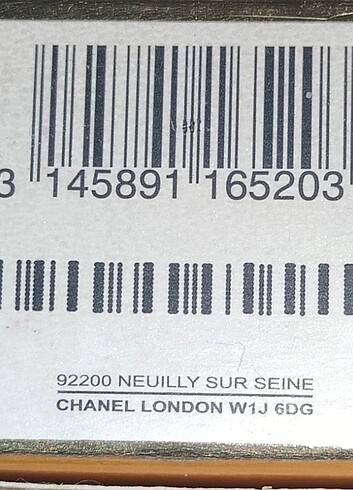 3 145891 165203
92200 NEUILLY SUR SEINE
CHANEL LONDON W1J 6DG